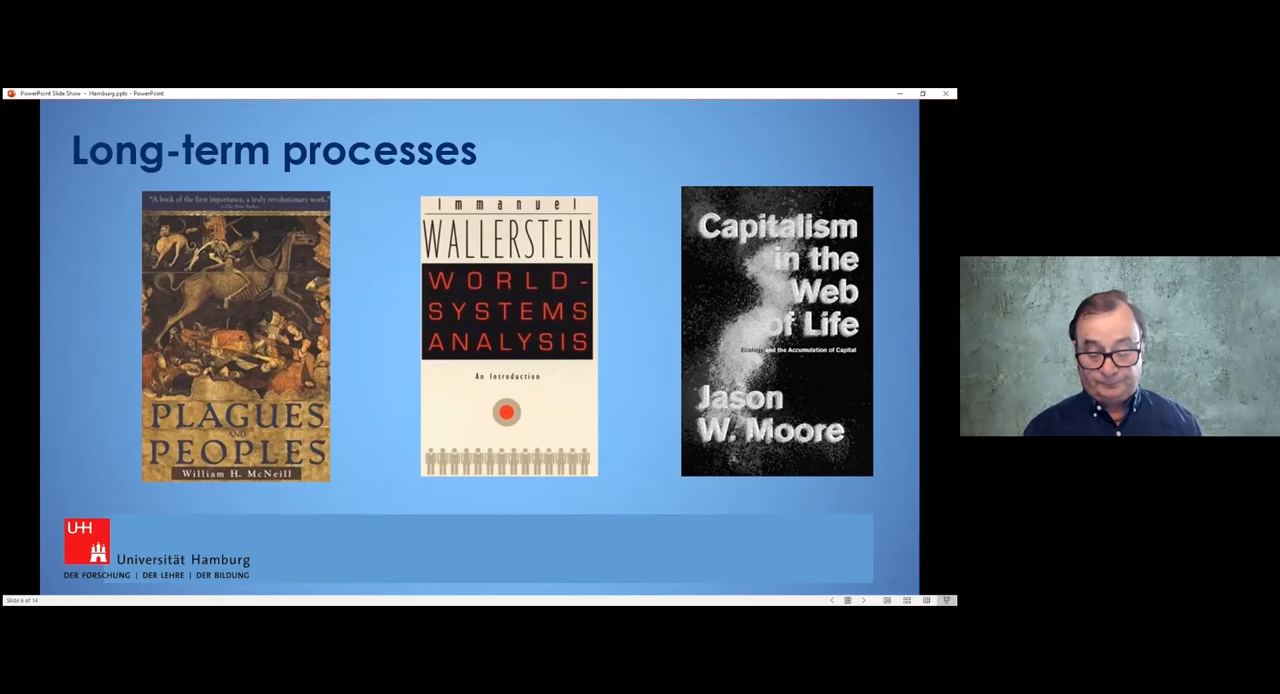 PowerPoint Slide Show - Hamburg.pptx - PowerPoint
Long-term processes
"A book of the first importance, a truly revolutionary work."
—The New Yorker
PLAGUES
AND
PEOPLES
William H. McNeill
Immanuel
WALLERSTEIN
WORLD-
SYSTEMS
ANALYSIS
An Introduction
Capitalism
in the
Web
of Life
Ecology and the Accumulation of Capital
Jason
W. Moore
UHH
Universität Hamburg
DER FORSCHUNG | DER LEHRE | DER BILDUNG
Slide 6 of 14